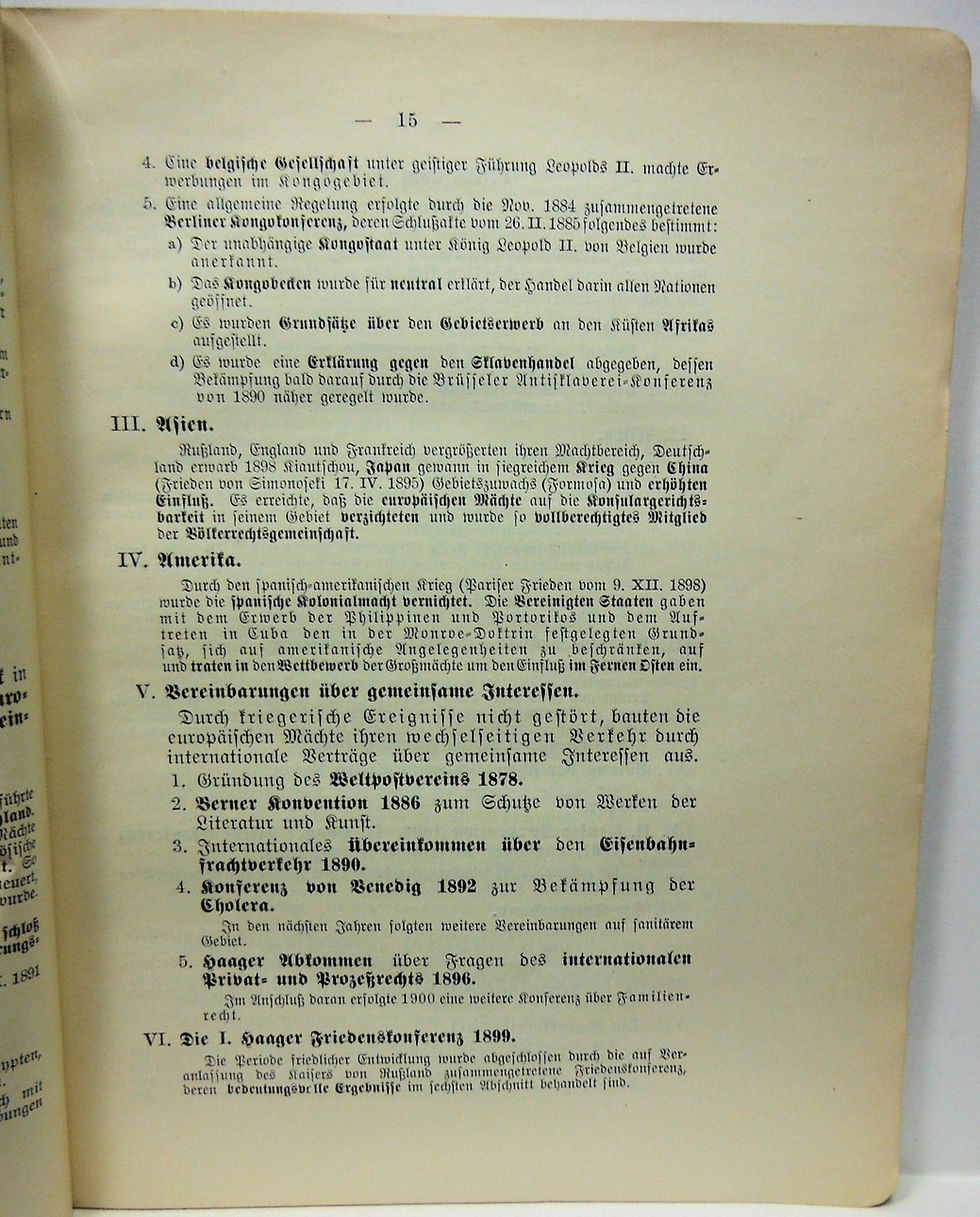 — 15 —
4. Eine belgische Gesellschaft unter geistiger Führung Leopolds II. machte Er-
werbungen im Kongogebiet.
5. Eine allgemeine Regelung erfolgte durch die Nov. 1884 zusammengetretene
Berliner Kongokonferenz, deren Schlußakte vom 26. II. 1885 folgendes bestimmt:
a) Der unabhängige Kongostaat unter König Leopold II. von Belgien wurde
anerkannt.
b) Das Kongobecken wurde für neutral erklärt, der Handel darin allen Nationen
geöffnet.
c) Es wurden Grundsätze über den Gebietserwerb an den Küsten Afrikas
aufgestellt.
d) Es wurde eine Erklärung gegen den Sklavenhandel abgegeben, dessen
Bekämpfung bald darauf durch die Brüsseler Antisklaverei-Konferenz
von 1890 näher geregelt wurde.
III. Asien.
Rußland, England und Frankreich vergrößerten ihren Machtbereich, Deutsch-
land erwarb 1898 Kiautschou, Japan gewann in siegreichem Krieg gegen China
(Frieden von Simonoseki 17. IV. 1895) Gebietszuwachs (Formosa) und erhöhten
Einfluß. Es erreichte, daß die europäischen Mächte auf die Konsulargerichts-
barkeit in seinem Gebiet verzichteten und wurde so vollberechtigtes Mitglied
der Völkerrechtsgemeinschaft.
IV. Amerika.
Durch den spanisch-amerikanischen Krieg (Pariser Frieden vom 9. XII. 1898)
wurde die spanische Kolonialmacht vernichtet. Die Vereinigten Staaten gaben
mit dem Erwerb der Philippinen und Portorikos und dem Auf-
treten in Cuba den in der Monroe-Doktrin festgelegten Grund-
satz, sich auf amerikanische Angelegenheiten zu beschränken, auf
und traten in den Wettbewerb der Großmächte um den Einfluß im Fernen Osten ein.
V. Vereinbarungen über gemeinsame Interessen.
Durch kriegerische Ereignisse nicht gestört, bauten die
europäischen Mächte ihren wechselseitigen Verkehr durch
internationale Verträge über gemeinsame Interessen aus.
1. Gründung des Weltpostvereins 1878.
2. Berner Konvention 1886 zum Schutze von Werken der
Literatur und Kunst.
3. Internationales Übereinkommen über den Eisenbahn-
frachtverkehr 1890.
4. Konferenz von Venedig 1892 zur Bekämpfung der
Cholera.
In den nächsten Jahren folgten weitere Vereinbarungen auf sanitärem
Gebiet.
5. Haager Abkommen über Fragen des internationalen
Privat- und Prozeßrechts 1896.
Im Anschluß daran erfolgte 1900 eine weitere Konferenz über Familien-
recht.
VI. Die I. Haager Friedenskonferenz 1899.
Die Periode friedlicher Entwicklung wurde abgeschlossen durch die auf Ver-
anlassung des Kaisers von Rußland zusammengetretene Friedenskonferenz,
deren bedeutungsvolle Ergebnisse im sechsten Abschnitt behandelt sind.